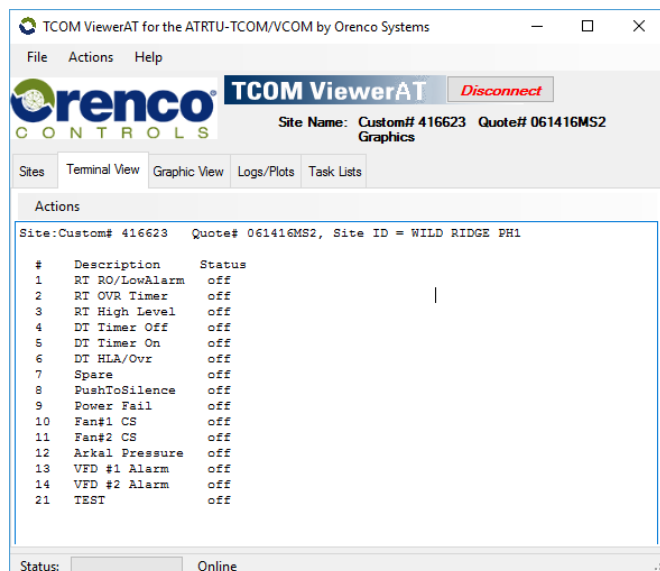 TCOM ViewerAT for the ATRTU-TCOM/VCOM by Orenco Systems
File Actions Help
Orenco
CONTROLS
TCOM ViewerAT
Disconnect
Site Name: Custom# 416623 Quote# 061416MS2
Graphics
Sites Terminal View Graphic View Logs/Plots Task Lists
Actions
Site:Custom# 416623 Quote# 061416MS2, Site ID = WILD RIDGE PH1
# Description Status
1 RT RO/LowAlarm off
2 RT OVR Timer off
3 RT High Level off
4 DT Timer Off off
5 DT Timer On off
6 DT HLA/Ovr off
7 Spare off
8 PushToSilence off
9 Power Fail off
10 Fan#1 CS off
11 Fan#2 CS off
12 Arkal Pressure off
13 VFD #1 Alarm off
14 VFD #2 Alarm off
21 TEST off
Status: Online